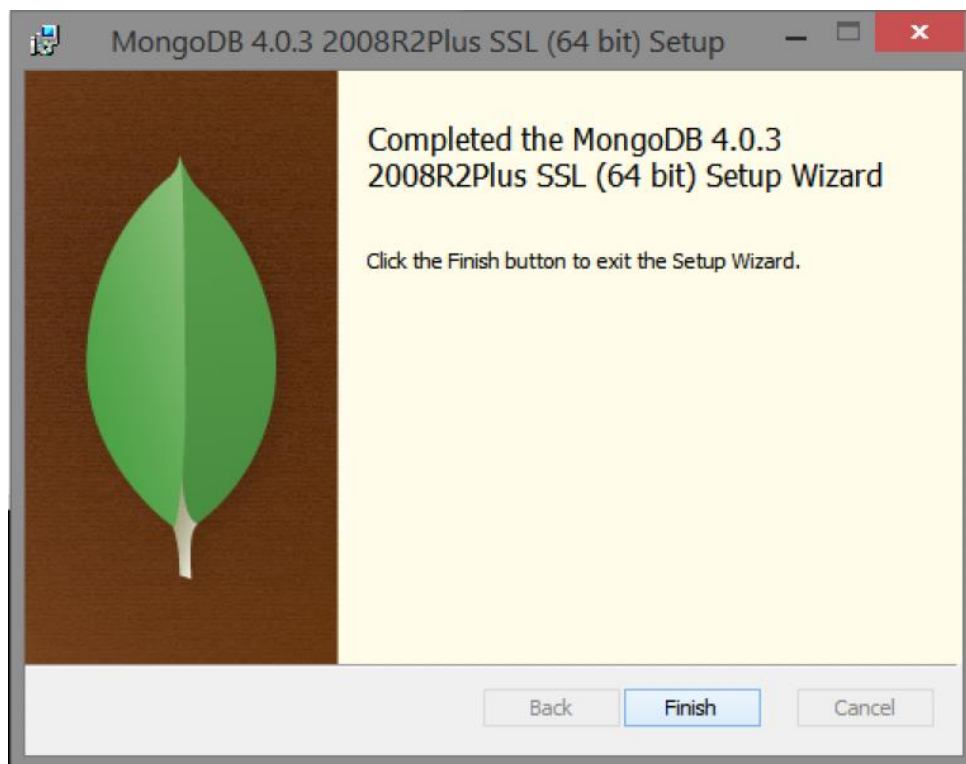 MongoDB 4.0.3 2008R2Plus SSL (64 bit) Setup
Completed the MongoDB 4.0.3
2008R2Plus SSL (64 bit) Setup Wizard
Click the Finish button to exit the Setup Wizard.
Back Finish Cancel